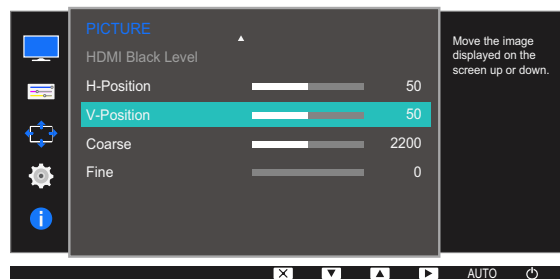 PICTURE
HDMI Black Level
H-Position 50
V-Position 50
Coarse 2200
Fine 0
Move the image
displayed on the
screen up or down.
AUTO